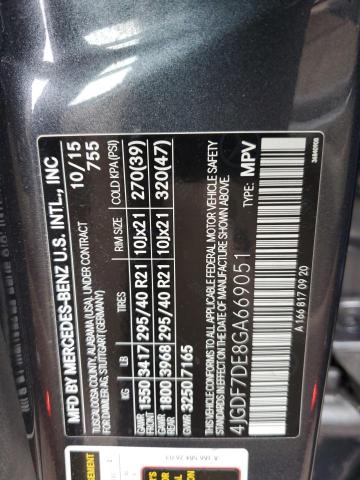 MFD BY MERCEDES-BENZ U.S. INTL., INC
TUSCALOOSA COUNTY, ALABAMA (USA), UNDER CONTRACT
FOR DAIMLER AG, STUTTGART (GERMANY)
10/15
755
KG LB TIRES RIM SIZE COLD KPA (PSI)
GAWR FRONT 1550 3417 295/40 R21 10Jx21 270(39)
GAWR REAR 1800 3968 295/40 R21 10Jx21 320(47)
GVWR 3250 7165
THIS VEHICLE CONFORMS TO ALL APPLICABLE FEDERAL MOTOR VEHICLE SAFETY
STANDARDS IN EFFECT ON THE DATE OF MANUFACTURE SHOWN ABOVE.
4JGDF7DE8GA669051 TYPE: MPV
A 166 817 09 20